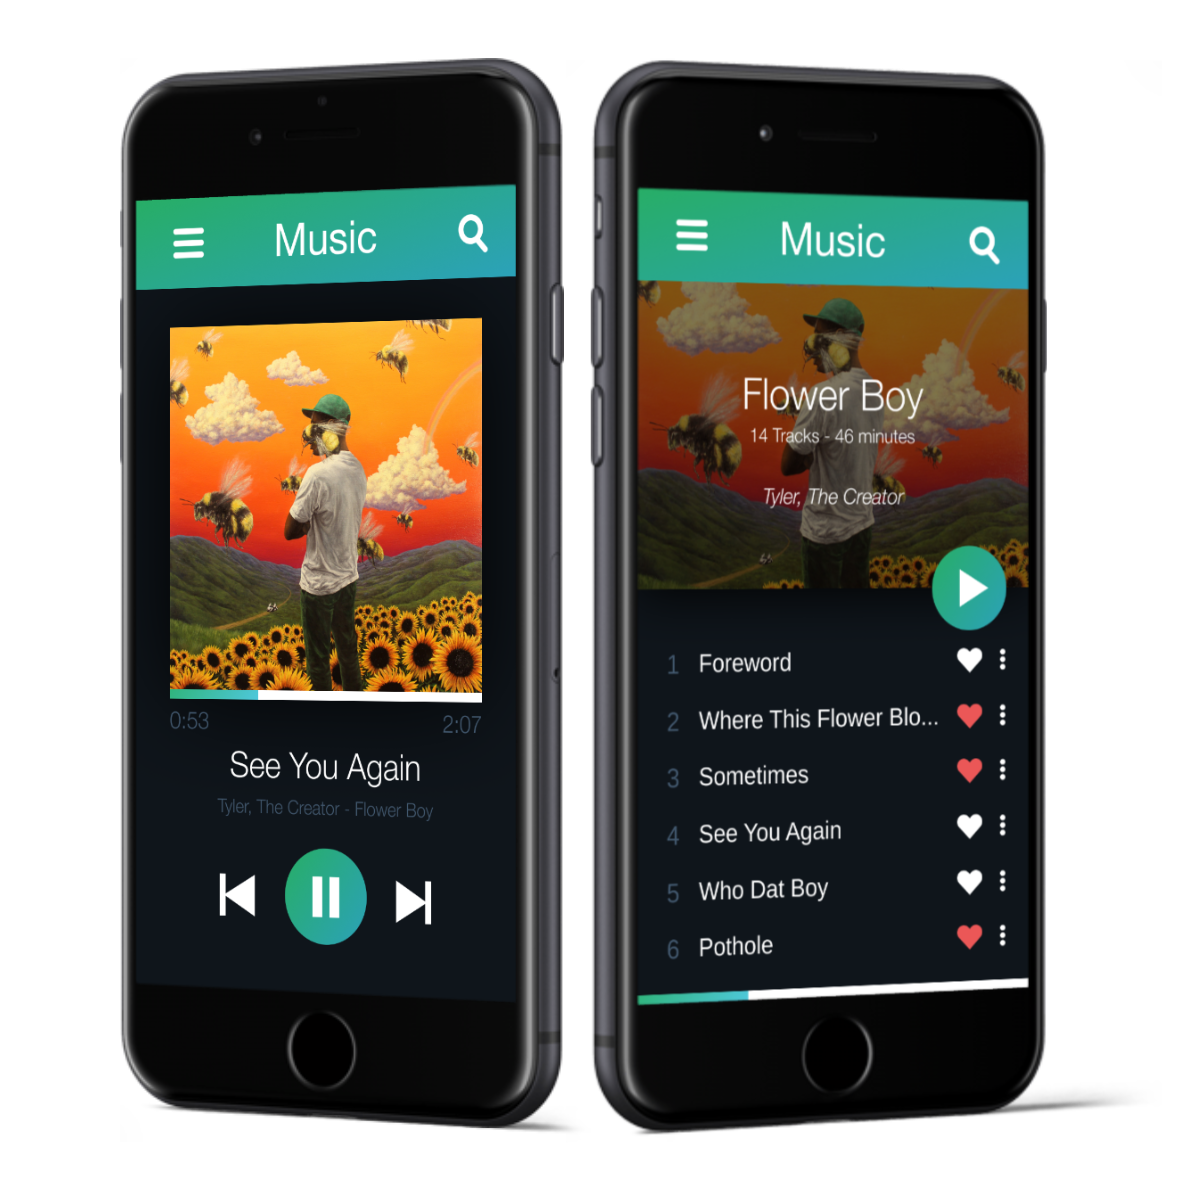 Music
0:53
2:07
See You Again
Tyler, The Creator - Flower Boy
Music
Flower Boy
14 Tracks - 46 minutes
Tyler, The Creator
1 Foreword
2 Where This Flower Blo...
3 Sometimes
4 See You Again
5 Who Dat Boy
6 Pothole